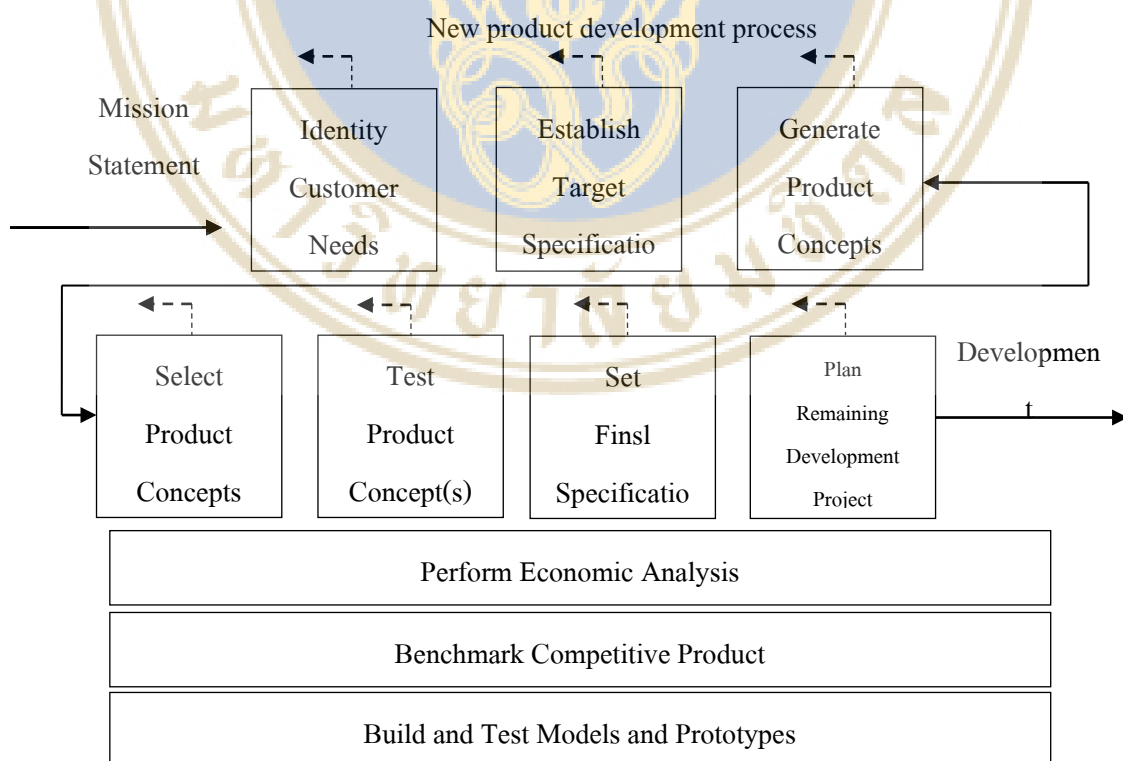 New product development process
Mission
Statement
Identity
Customer
Needs
Establish
Target
Specificatio
Generate
Product
Concepts
Select
Product
Concepts
Test
Product
Concept(s)
Set
Finsl
Specificatio
Plan
Remaining
Development
Project
Developmen
t
Perform Economic Analysis
Benchmark Competitive Product
Build and Test Models and Prototypes